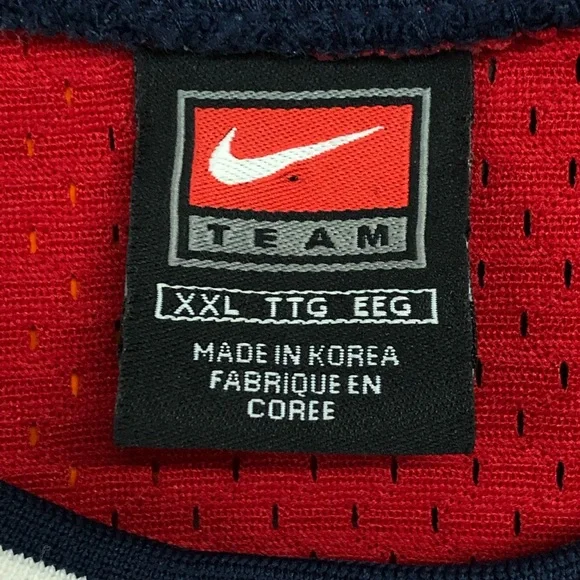 TEAM
XXL TTG EEG
MADE IN KOREA
FABRIQUE EN
COREE